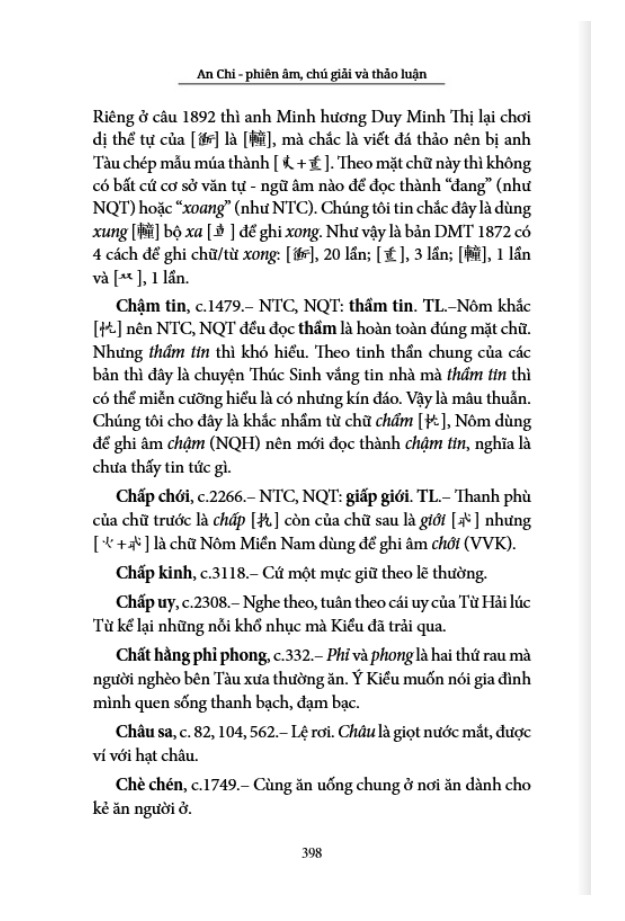 An Chi - phiên âm, chú giải và thảo luận
Riêng ở câu 1892 thì anh Minh hương Duy Minh Thị lại chơi
dị thể tự của [衝] là [䡴], mà chắc là viết đá thảo nên bị anh
Tàu chép mẫu múa thành [ + ]. Theo mặt chữ này thì không
có bất cứ cơ sở văn tự - ngữ âm nào để đọc thành “đang” (như
NQT) hoặc “xoang” (như NTC). Chúng tôi tin chắc đây là dùng
xung [䡴] bộ xa [ ] để ghi xong. Như vậy là bản DMT 1872 có
4 cách để ghi chữ/từ xong: [衝], 20 lần; [ ], 3 lần; [䡴], 1 lần
và [ ], 1 lần.
Chậm tin, c.1479.– NTC, NQT: thầm tin. TL.–Nôm khắc
[忱] nên NTC, NQT đều đọc thầm là hoàn toàn đúng mặt chữ.
Nhưng thầm tin thì khó hiểu. Theo tinh thần chung của các
bản thì đây là chuyện Thúc Sinh vắng tin nhà mà thầm tin thì
có thể miễn cưỡng hiểu là có nhưng kín đáo. Vậy là mâu thuẫn.
Chúng tôi cho đây là khắc nhầm từ chữ chẩm [枕], Nôm dùng
để ghi âm chậm (NQH) nên mới đọc thành chậm tin, nghĩa là
chưa thấy tin tức gì.
Chấp chới, c.2266.– NTC, NQT: giấp giới. TL.– Thanh phù
của chữ trước là chấp [执] còn của chữ sau là giới [ ] nhưng
[火+ ] là chữ Nôm Miền Nam dùng để ghi âm chới (VVK).
Chấp kinh, c.3118.– Cứ một mực giữ theo lẽ thường.
Chấp uy, c.2308.– Nghe theo, tuân theo cái uy của Từ Hải lúc
Từ kể lại những nỗi khổ nhục mà Kiều đã trải qua.
Chất hằng phỉ phong, c.332.– Phỉ và phong là hai thứ rau mà
người nghèo bên Tàu xưa thường ăn. Ý Kiều muốn nói gia đình
mình quen sống thanh bạch, đạm bạc.
Châu sa, c. 82, 104, 562.– Lệ rơi. Châu là giọt nước mắt, được
ví với hạt châu.
Chè chén, c.1749.– Cùng ăn uống chung ở nơi ăn dành cho
kẻ ăn người ở.
398